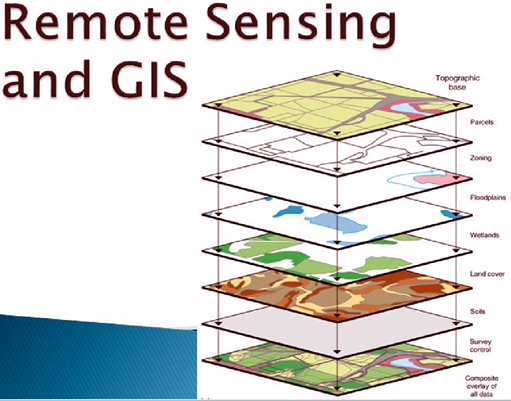 Remote Sensing
and GIS
Topographic
base
Parcels
Zoning
Floodplains
Wetlands
Land cover
Soils
Survey
control
Composite
overlay of
all data